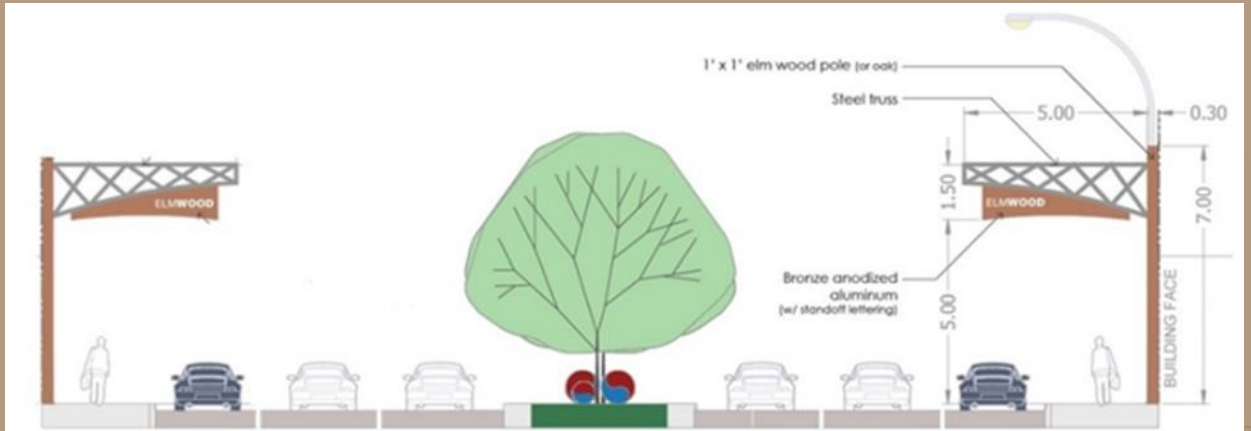 1' x 1' elm wood pole (or oak)
Steel truss
5.00
0.30
ELMWOOD
1.50
ELMWOOD
7.00
Bronze anodized
aluminum
(w/ standoff lettering)
5.00
BUILDING FACE